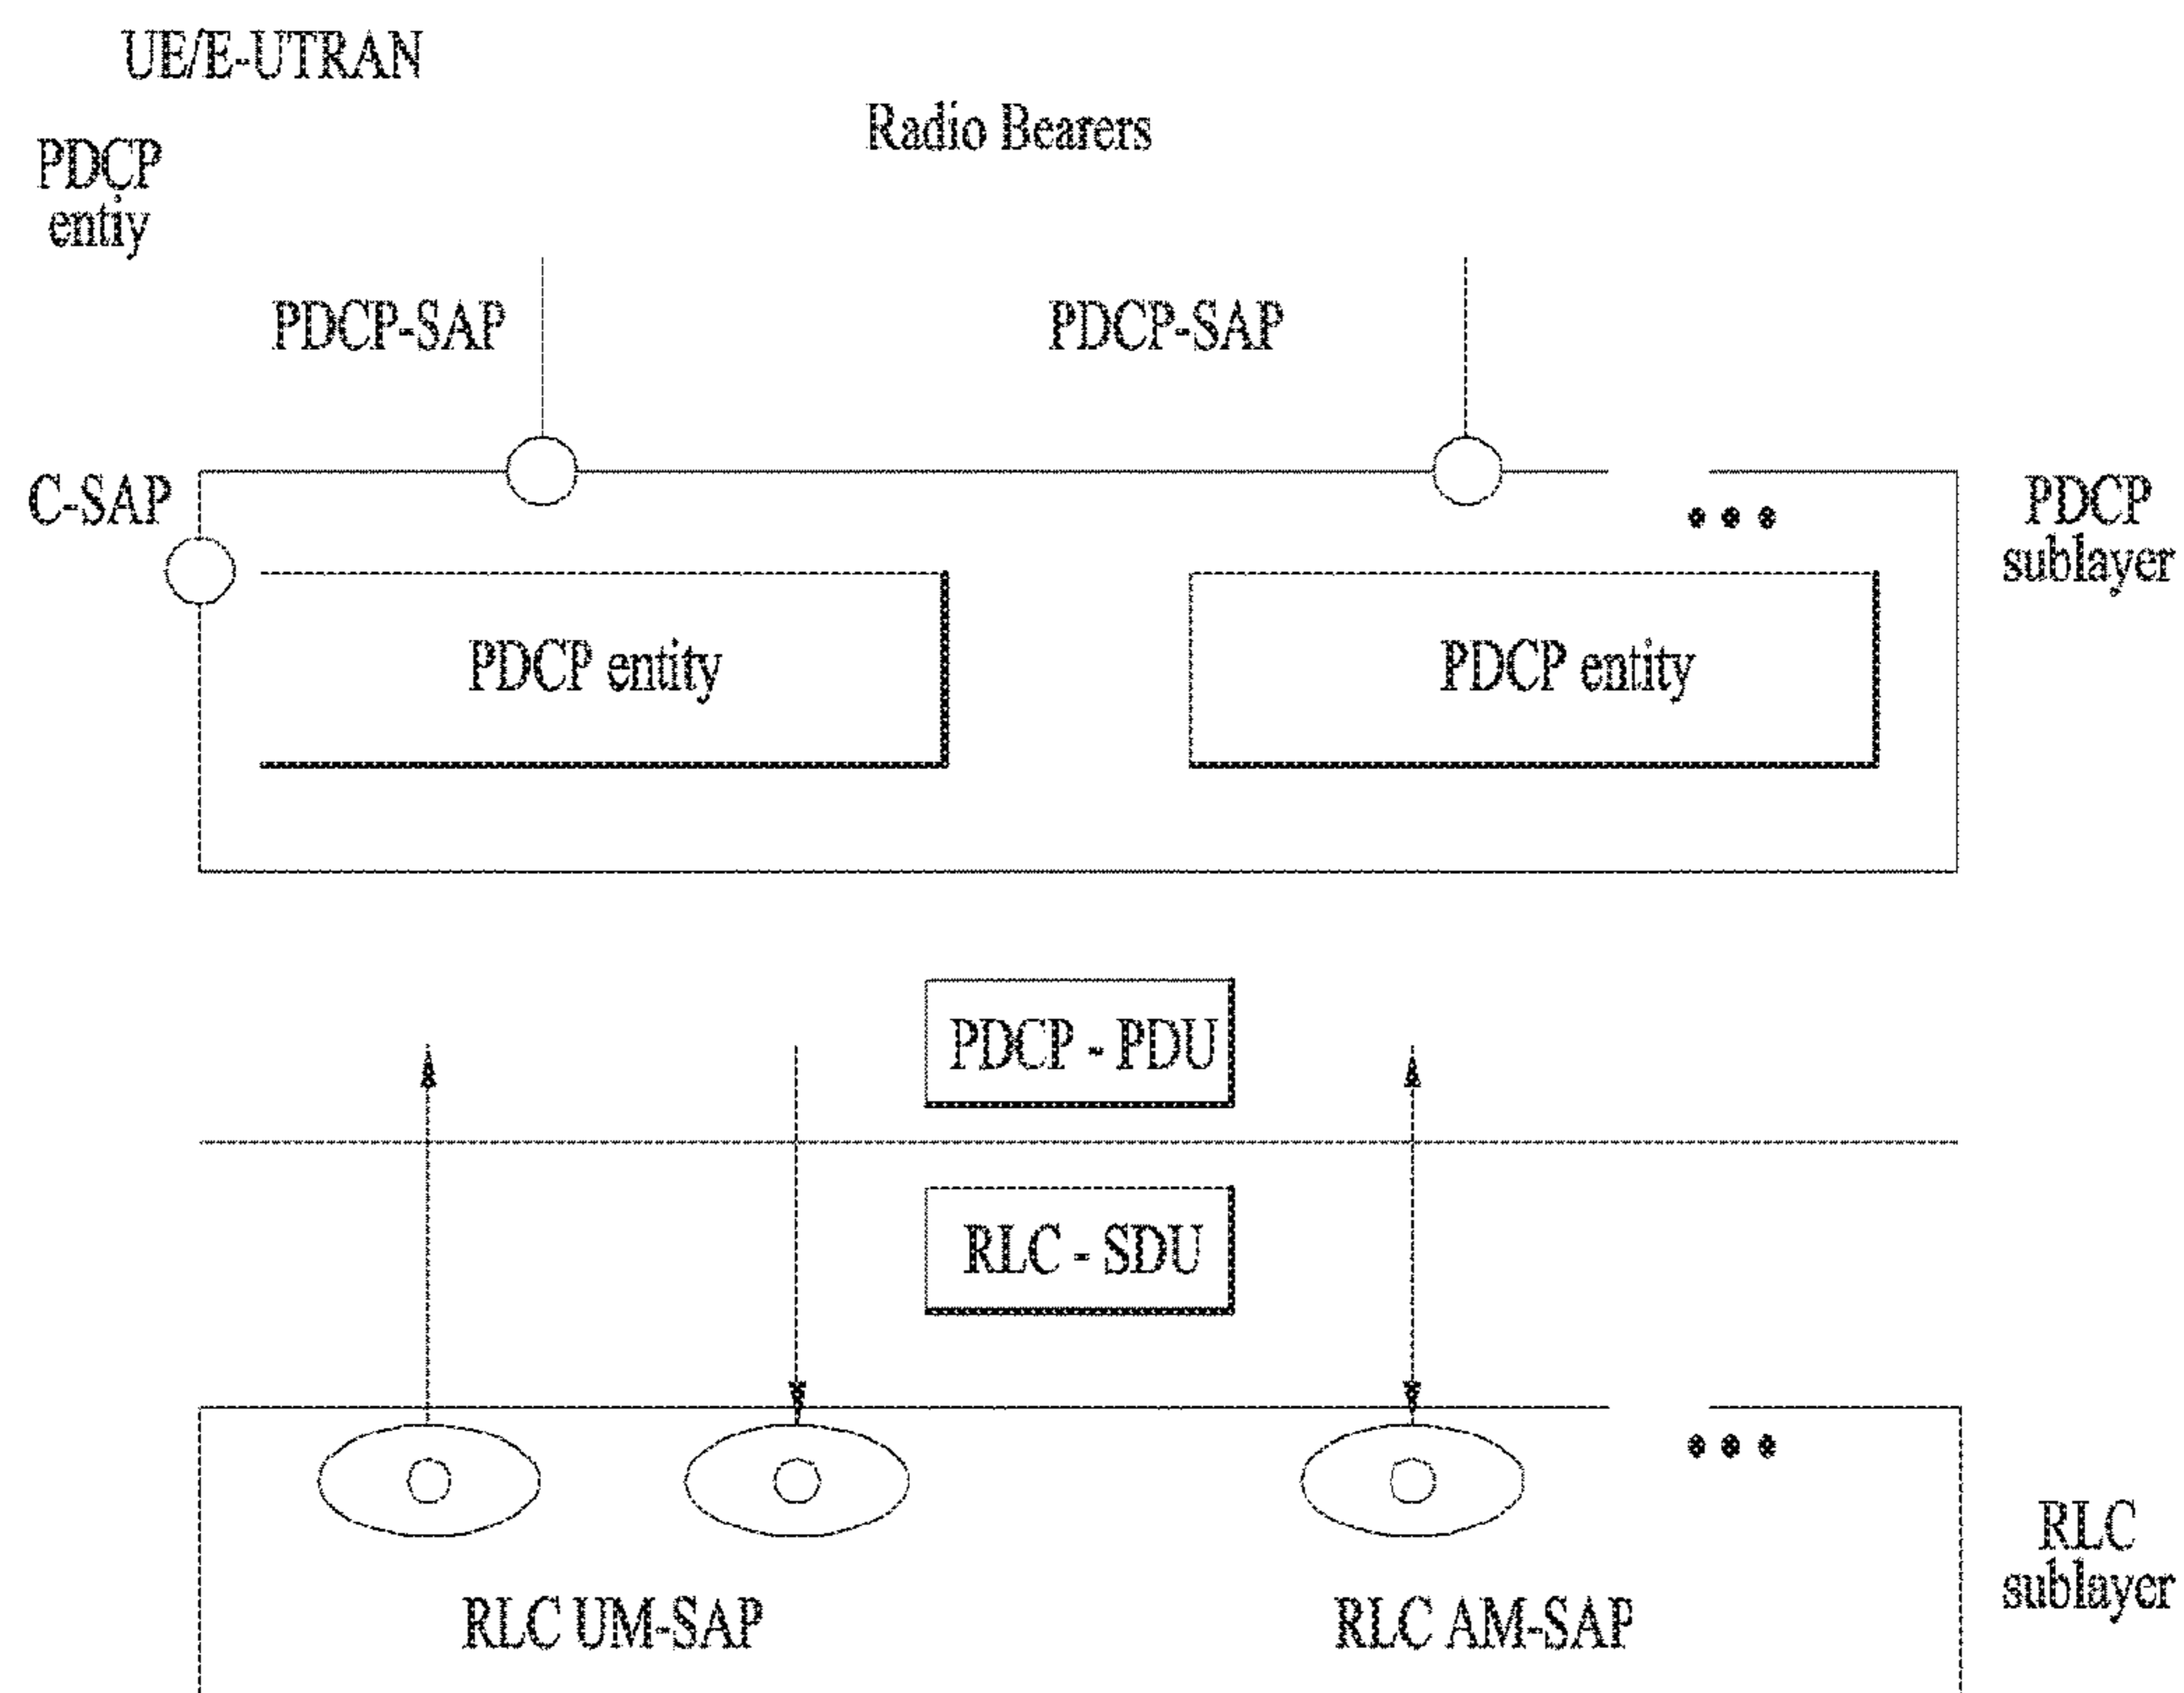 UE/E-UTRAN
Radio Bearers
PDCP
entiy
PDCP-SAP
PDCP-SAP
C-SAP
PDCP
sublayer
PDCP entity
PDCP entity
PDCP - PDU
RLC - SDU
RLC
sublayer
RLC UM-SAP
RLC AM-SAP